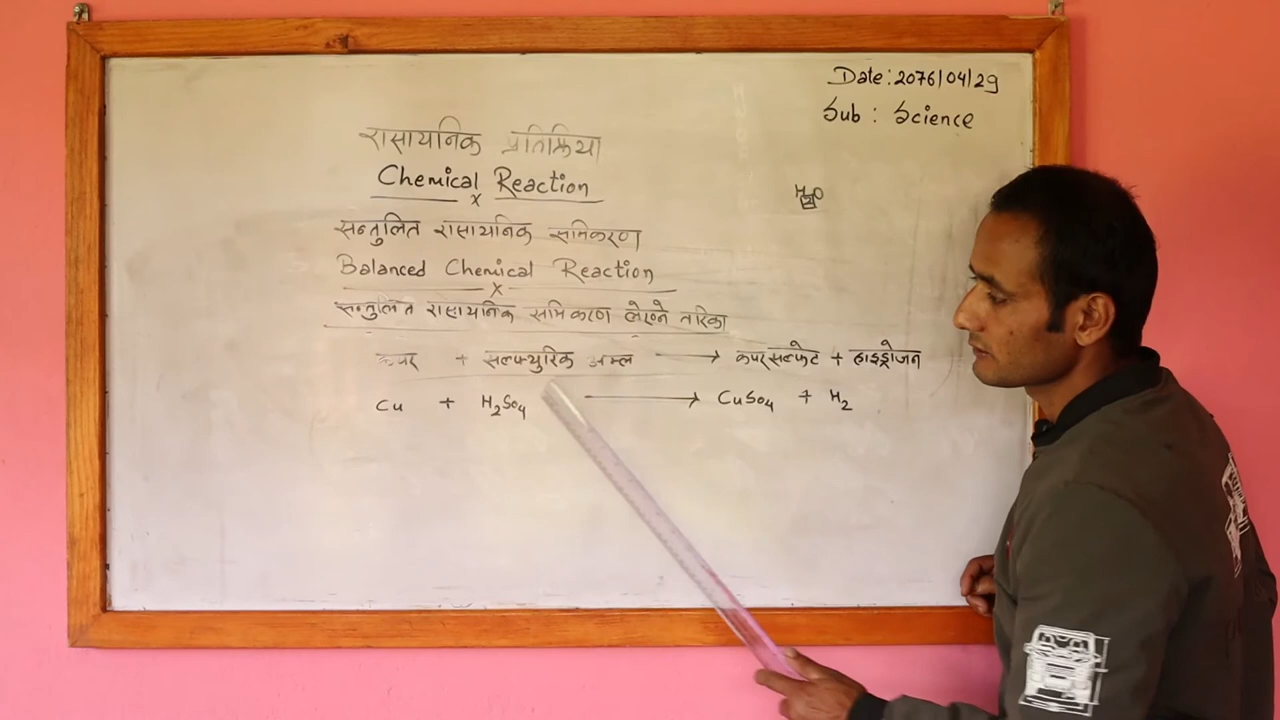 Date: 2076/04/29
Sub : Science
रासायनिक प्रतिक्रिया
Chemical Reaction
x
H2O
सन्तुलित रासायनिक समिकरण
Balanced Chemical Reaction
x
सन्तुलित रासायनिक समिकरण लेख्ने तरिका
कपर + सल्फ्युरिक अम्ल → कपरसल्फेट + हाइड्रोजन
Cu + H2So4 → CuSo4 + H2